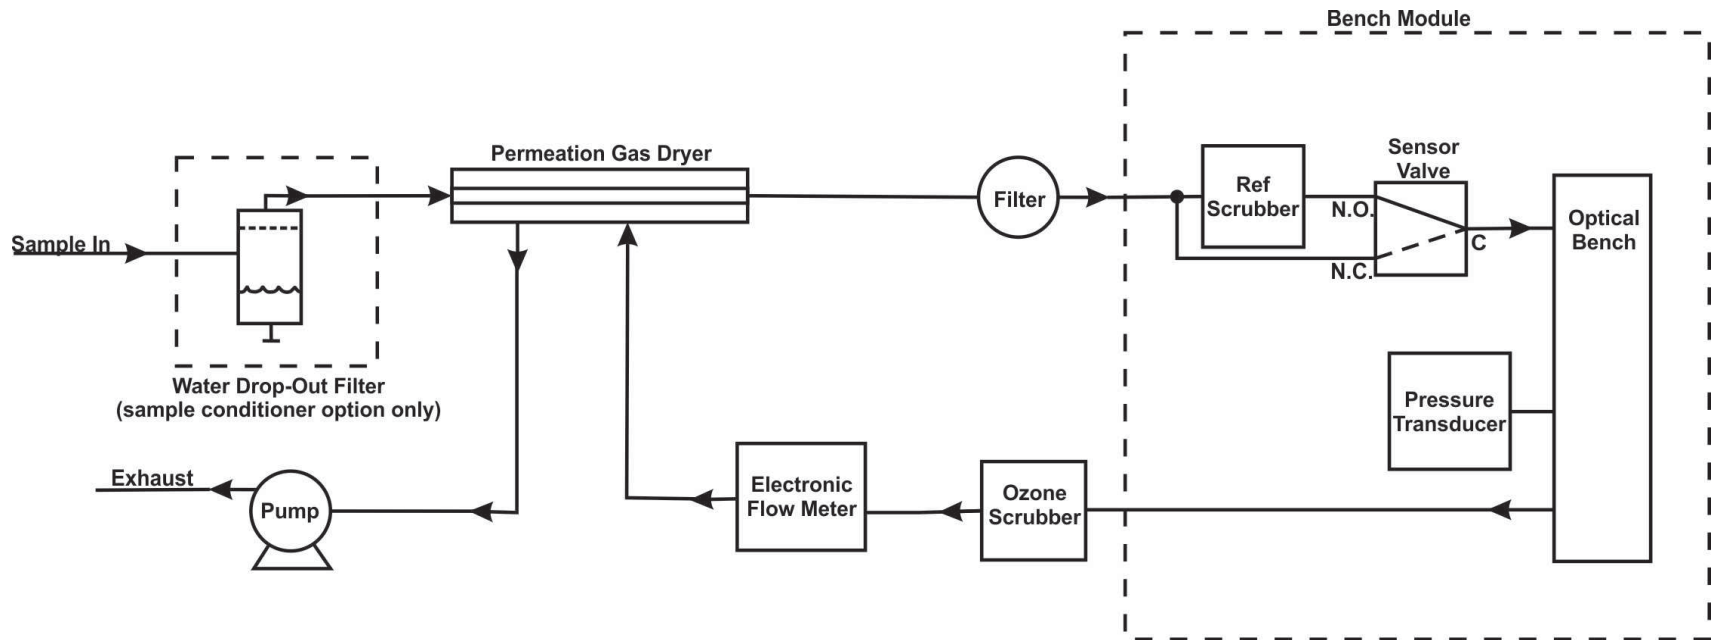 Bench Module
Sensor
Valve
Permeation Gas Dryer
Ref
Scrubber
Filter
N.O.
Optical
Bench
C
Sample In
N.C.
Water Drop-Out Filter
(sample conditioner option only)
Pressure
Transducer
Exhaust
Pump
Electronic
Flow Meter
Ozone
Scrubber